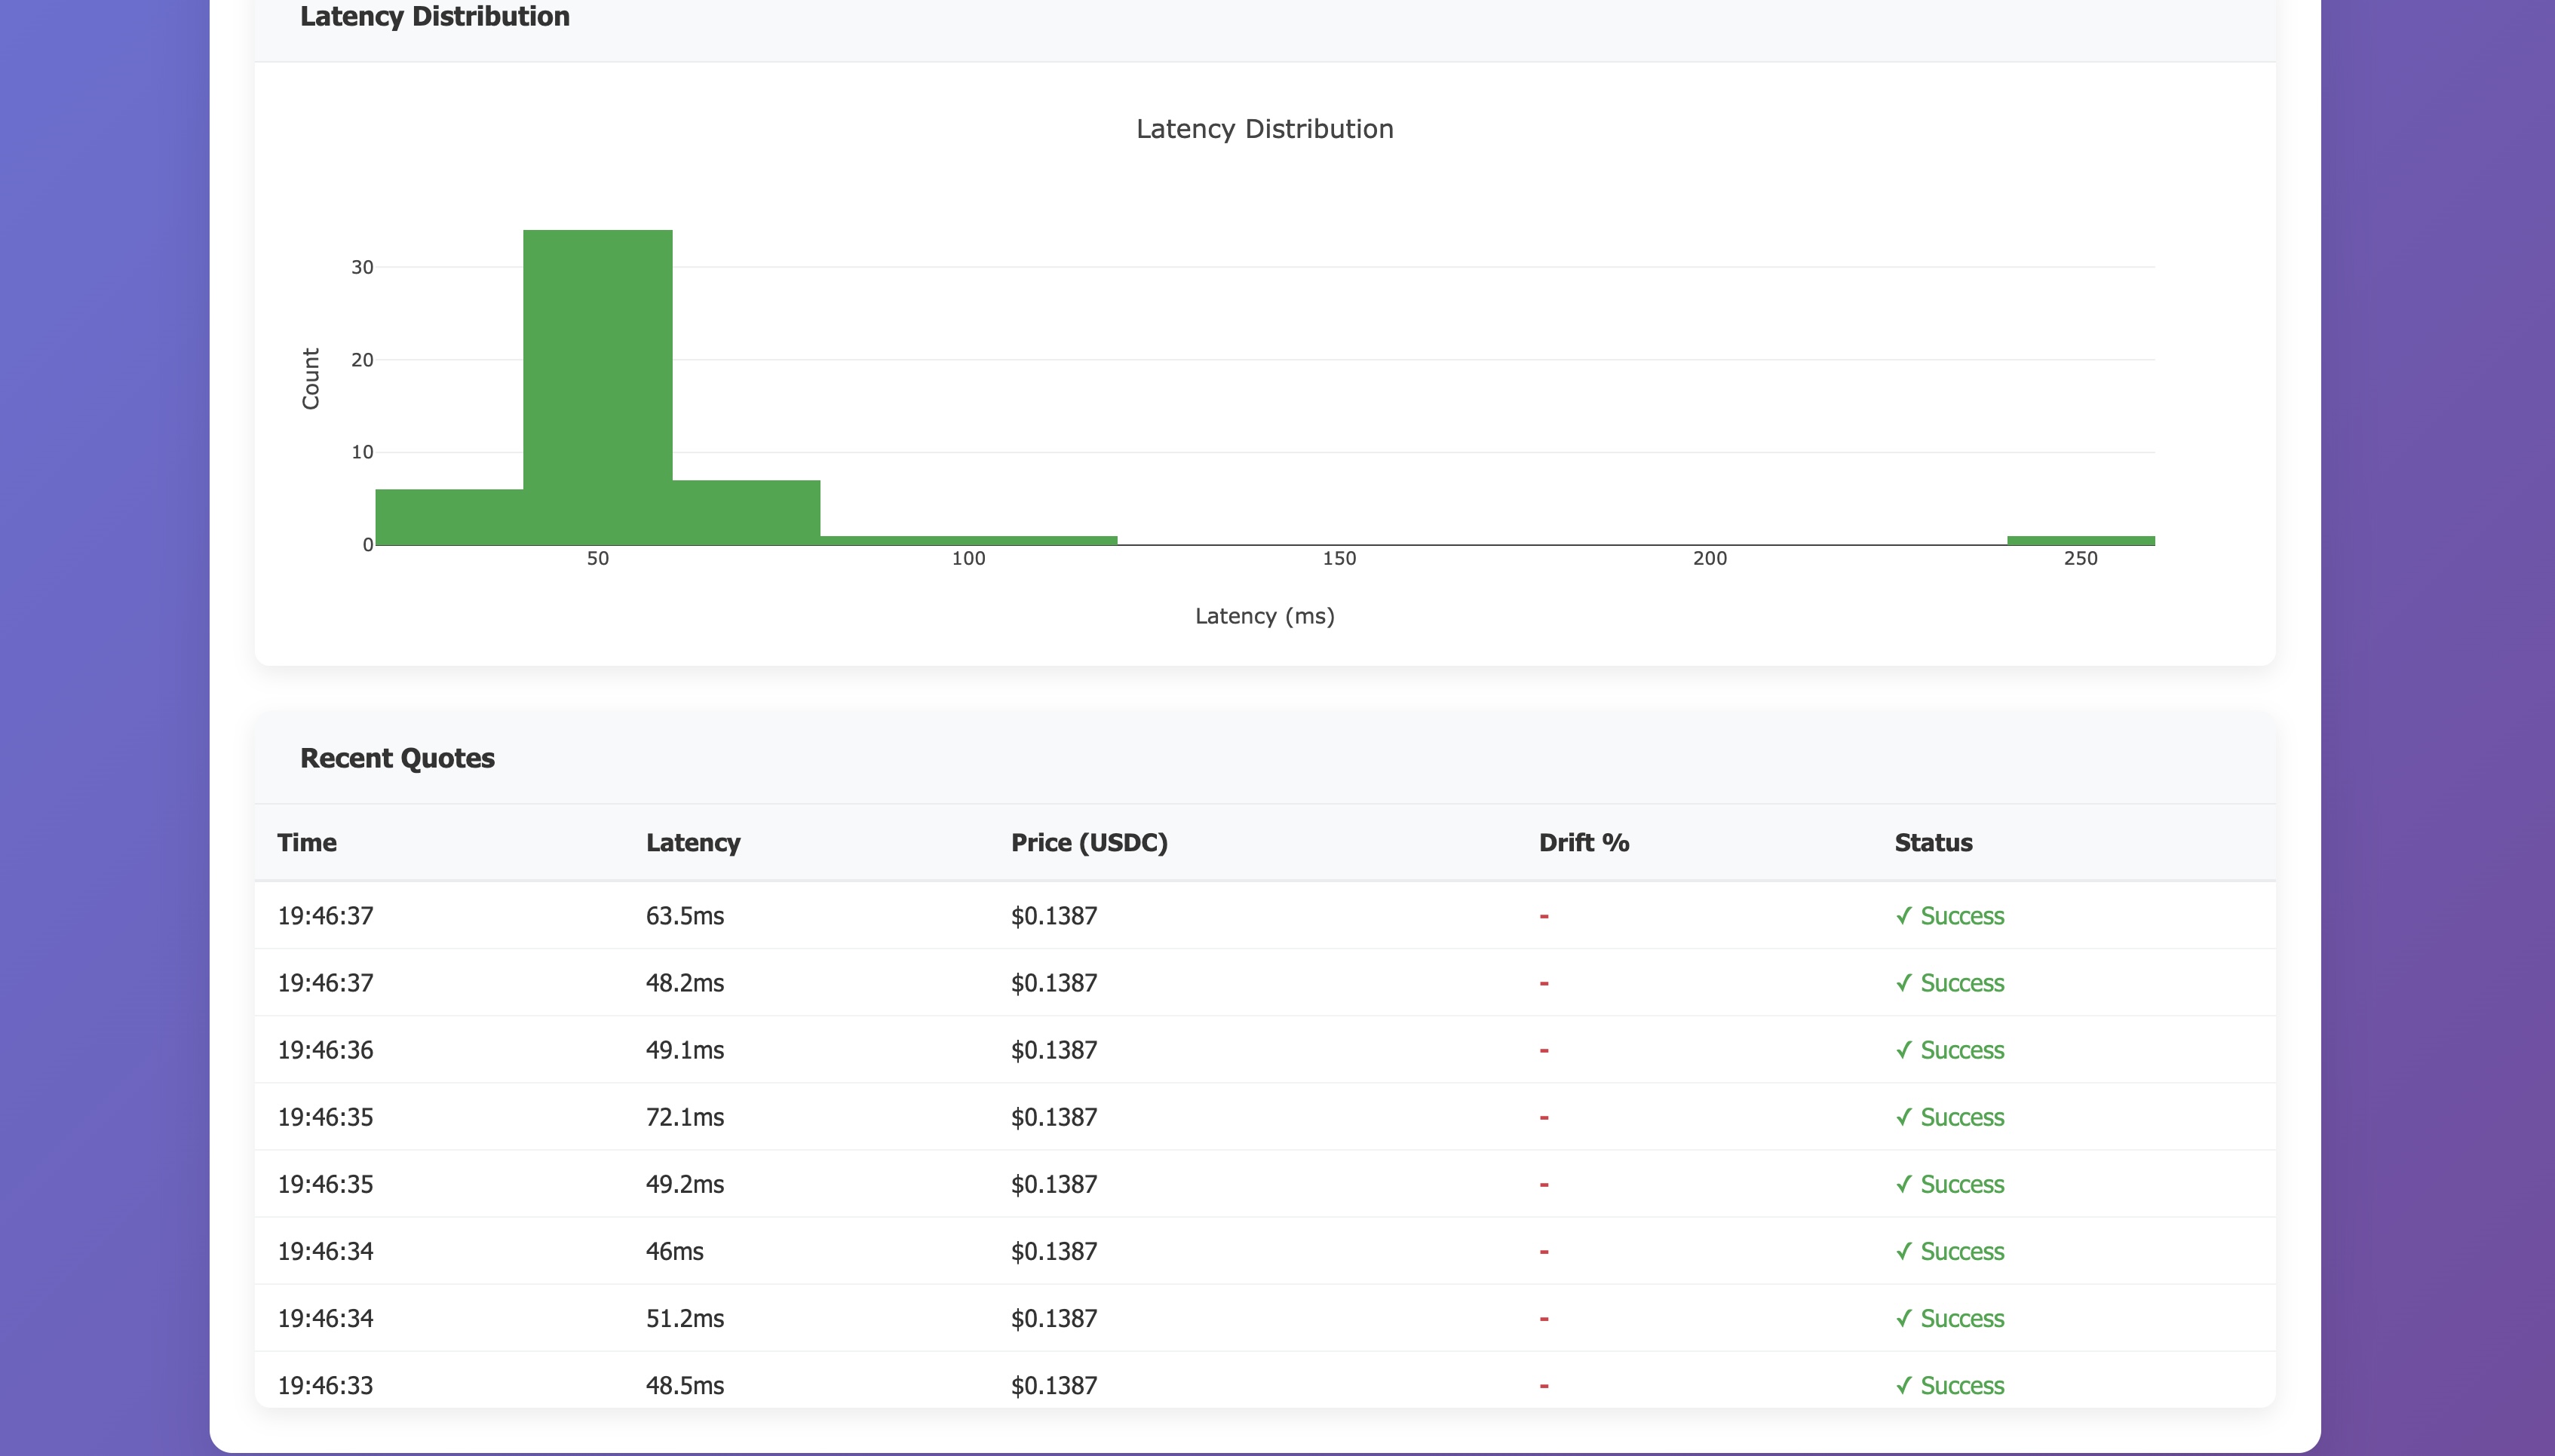 Latency Distribution
Latency Distribution
30
20
10
0
Count
50 100 150 200 250
Latency (ms)
Recent Quotes
Time Latency Price (USDC) Drift % Status
19:46:37 63.5ms $0.1387 - ✓ Success
19:46:37 48.2ms $0.1387 - ✓ Success
19:46:36 49.1ms $0.1387 - ✓ Success
19:46:35 72.1ms $0.1387 - ✓ Success
19:46:35 49.2ms $0.1387 - ✓ Success
19:46:34 46ms $0.1387 - ✓ Success
19:46:34 51.2ms $0.1387 - ✓ Success
19:46:33 48.5ms $0.1387 - ✓ Success